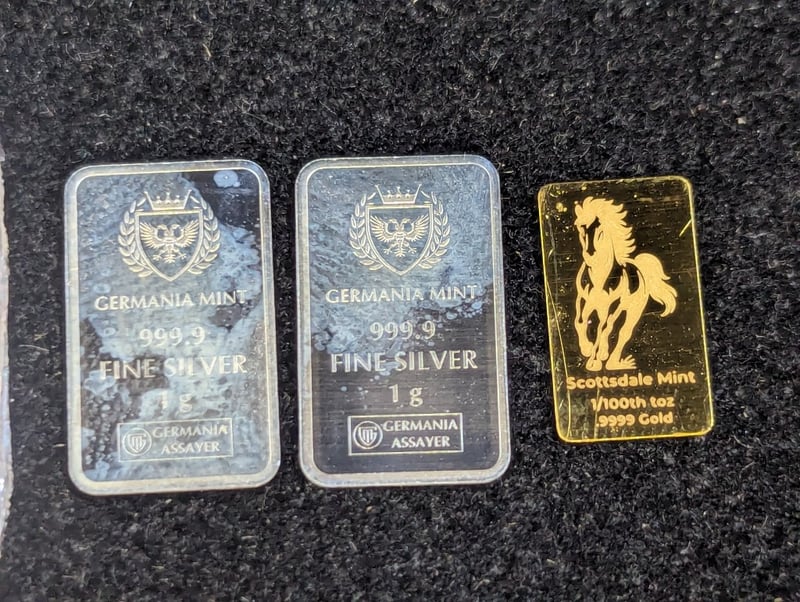 GERMANIA MINT
999.9
FINE SILVER
1 g
GERMANIA
ASSAYER
GERMANIA MINT
999.9
FINE SILVER
1 g
GERMANIA
ASSAYER
Scottsdale Mint
1/100th toz
.9999 Gold